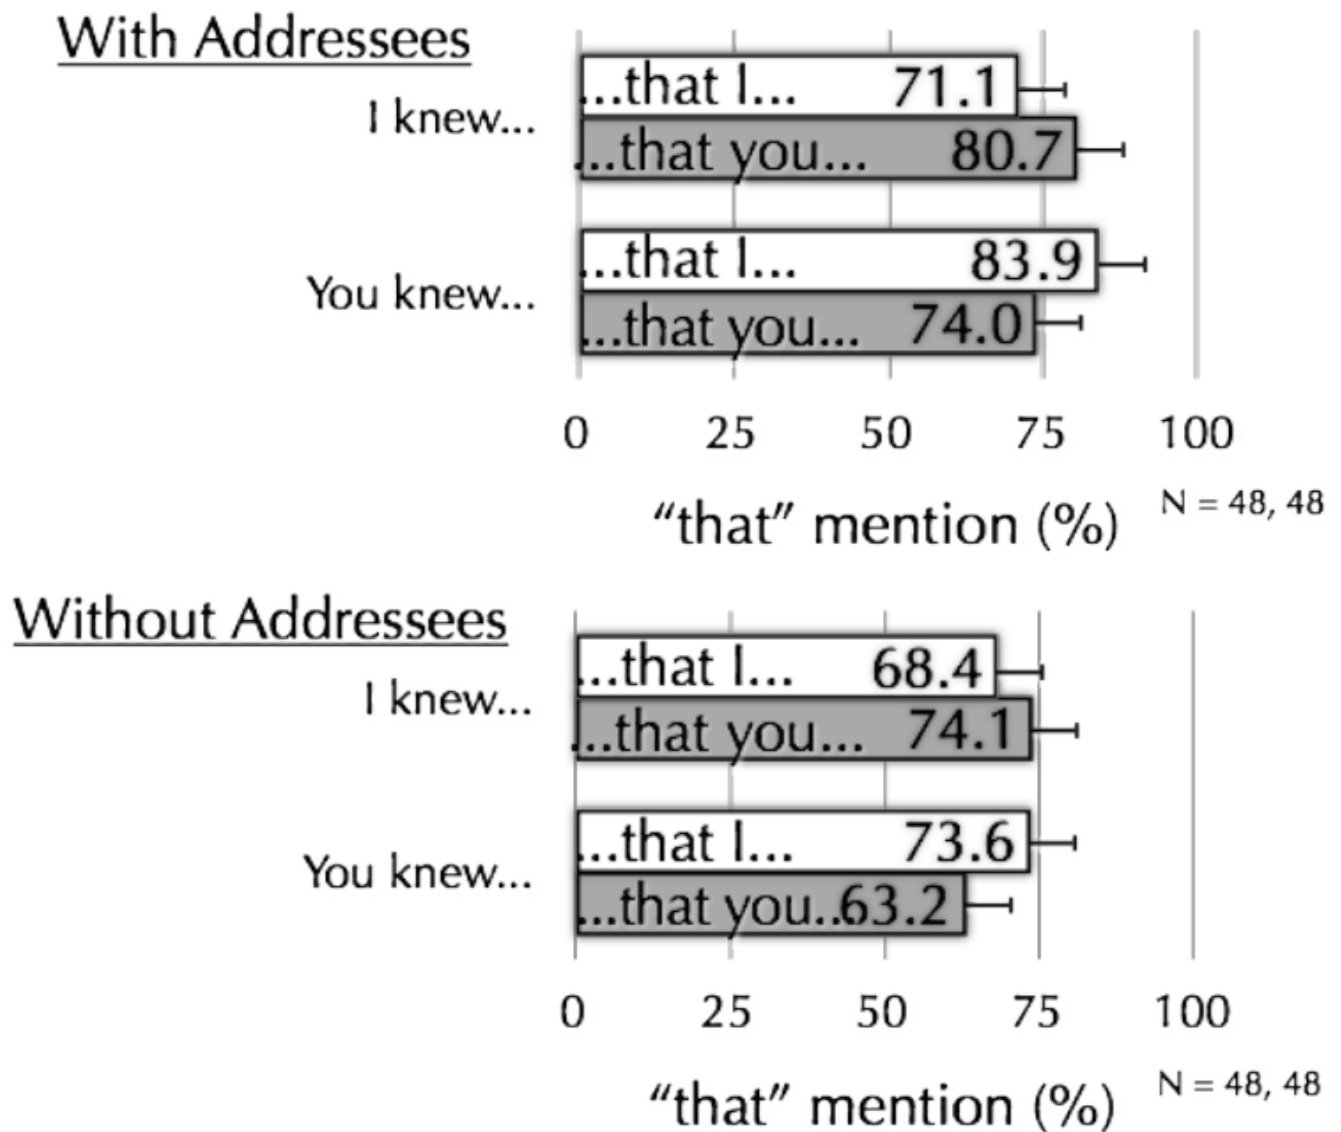 With Addressees
I knew...
...that I... 71.1
...that you... 80.7
You knew...
...that I... 83.9
...that you... 74.0
0 25 50 75 100
“that” mention (%)
N = 48, 48
Without Addressees
I knew...
...that I... 68.4
...that you... 74.1
You knew...
...that I... 73.6
...that you..63.2
0 25 50 75 100
“that” mention (%)
N = 48, 48